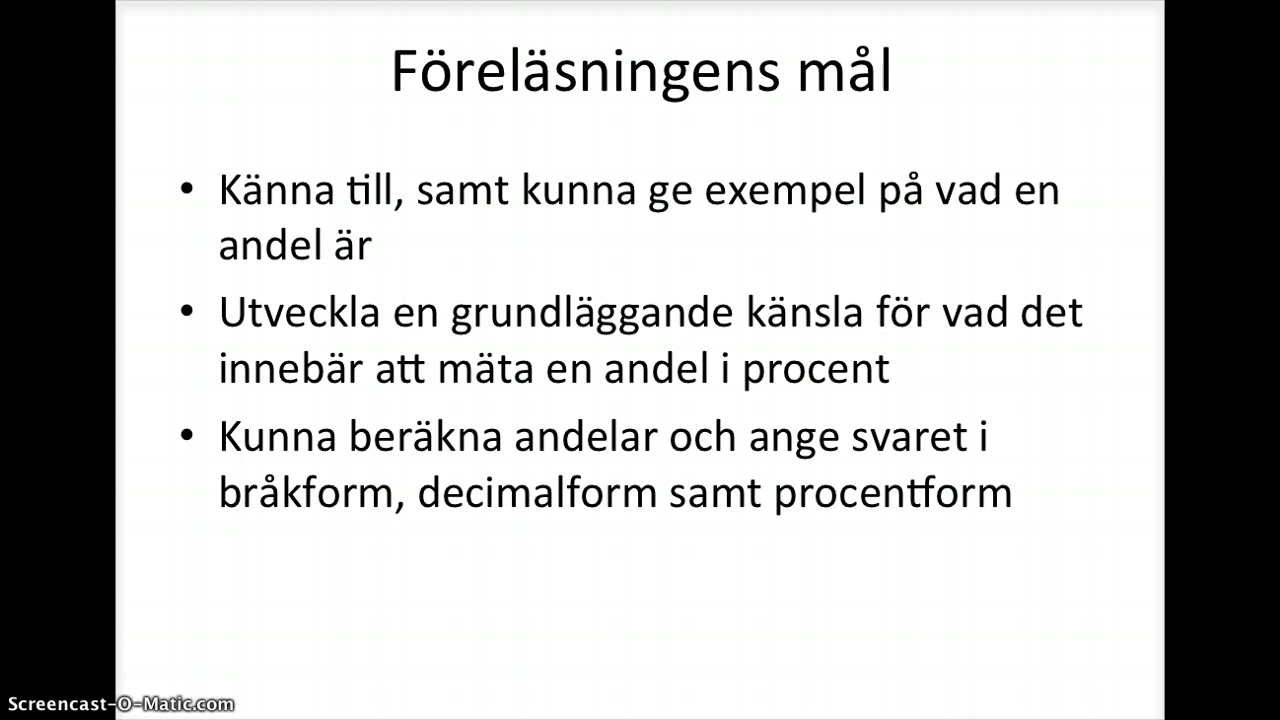 Föreläsningens mål
• Känna till, samt kunna ge exempel på vad en
andel är
• Utveckla en grundläggande känsla för vad det
innebär att mäta en andel i procent
• Kunna beräkna andelar och ange svaret i
bråkform, decimalform samt procentform
Screencast-O-Matic.com